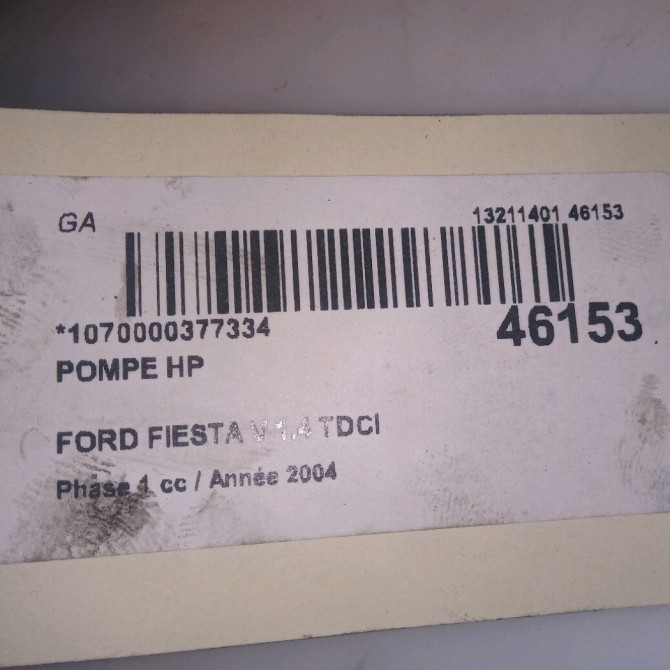 GA
13211401 46153
*1070000377334
46153
POMPE HP
FORD FIESTA V 1.4 TDCI
Phase 1 cc / Année 2004